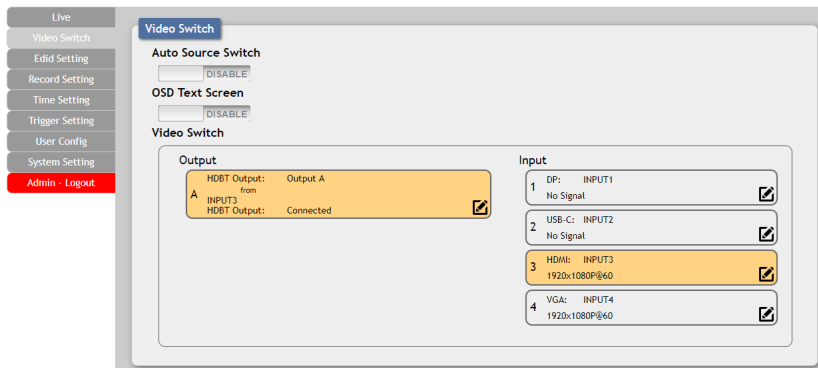 Live
Video Switch
Edid Setting
Record Setting
Time Setting
Trigger Setting
User Config
System Setting
Admin - Logout
Video Switch
Auto Source Switch
DISABLE
OSD Text Screen
DISABLE
Video Switch
Output
A
HDBT Output: Output A
from
INPUT3
HDBT Output: Connected
Input
1
DP: INPUT1
No Signal
2
USB-C: INPUT2
No Signal
3
HDMI: INPUT3
1920x1080P@60
4
VGA: INPUT4
1920x1080P@60